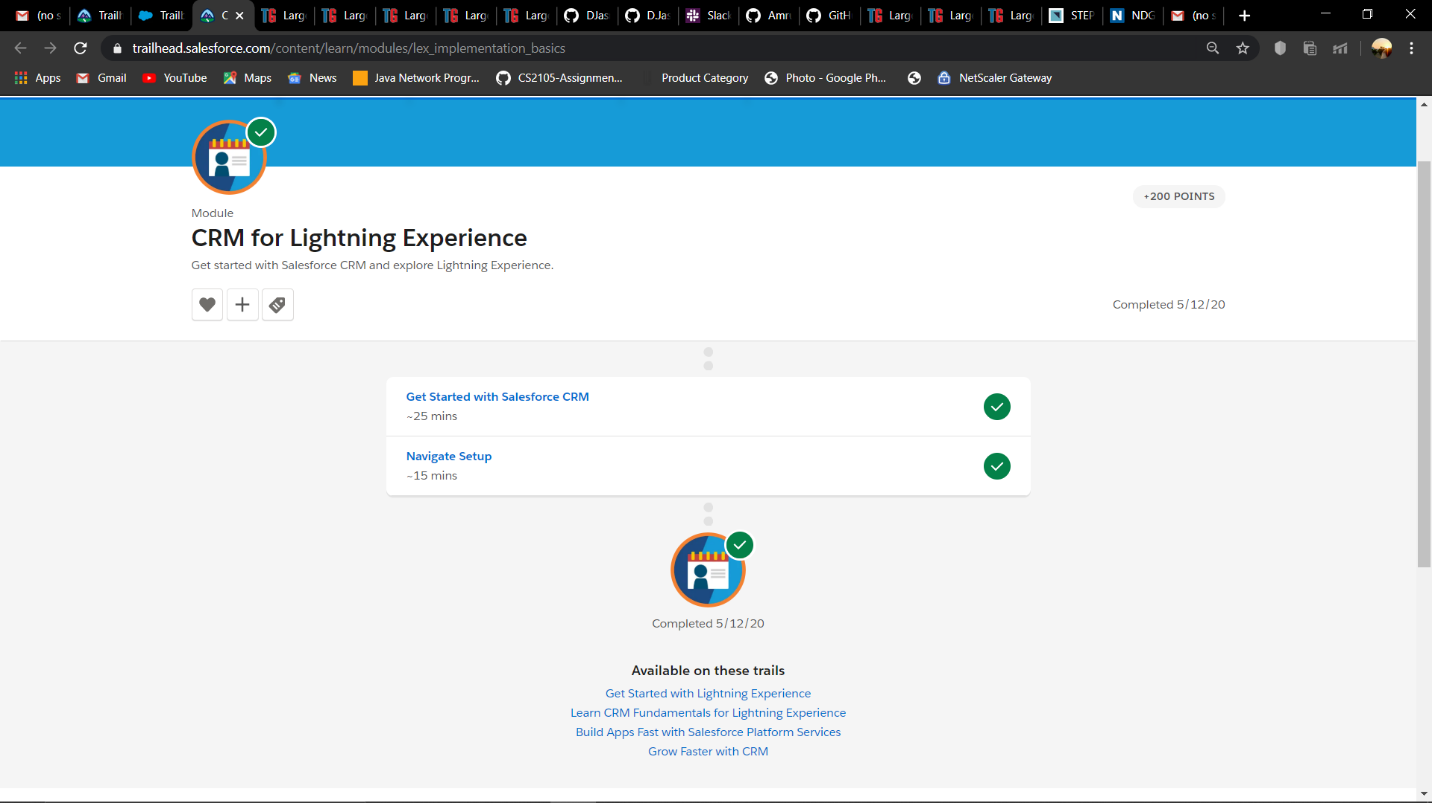 (no s
Trailh
Trailh
C
Larg
Larg
Larg
Larg
Larg
DJas
DJas
Slack
Amr
GitH
Larg
Larg
Larg
STEP
NDG
(no s
trailhead.salesforce.com/content/learn/modules/lex_implementation_basics
Apps
Gmail
YouTube
Maps
News
Java Network Progr...
CS2105-Assignmen...
Product Category
Photo - Google Ph...
NetScaler Gateway
+200 POINTS
Module
CRM for Lightning Experience
Get started with Salesforce CRM and explore Lightning Experience.
Completed 5/12/20
Get Started with Salesforce CRM
~25 mins
Navigate Setup
~15 mins
Completed 5/12/20
Available on these trails
Get Started with Lightning Experience
Learn CRM Fundamentals for Lightning Experience
Build Apps Fast with Salesforce Platform Services
Grow Faster with CRM